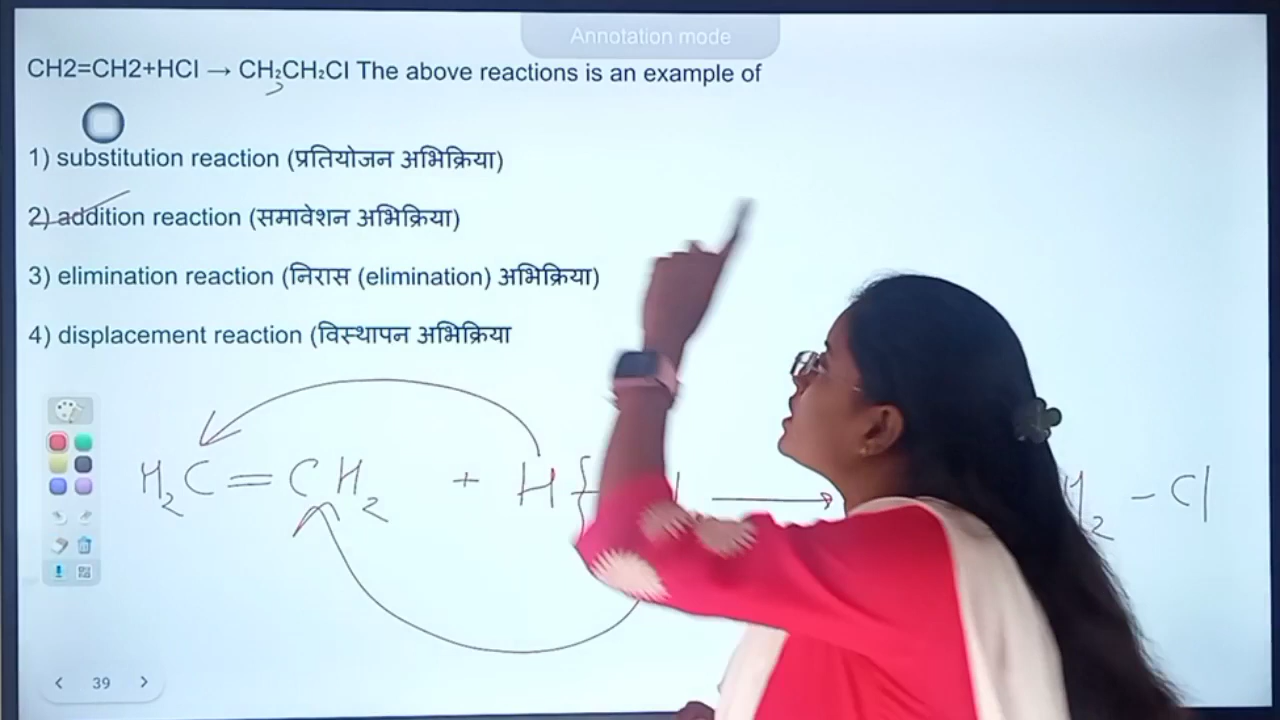 Annotation mode
CH2=CH2+HCl → CH₂CH₂Cl The above reactions is an example of
3
1) substitution reaction (प्रतियोजन अभिक्रिया)
2) addition reaction (समावेशन अभिक्रिया)
3) elimination reaction (निरास (elimination) अभिक्रिया)
4) displacement reaction (विस्थापन अभिक्रिया
H₂C = CH₂ + H → H₂ - Cl
39